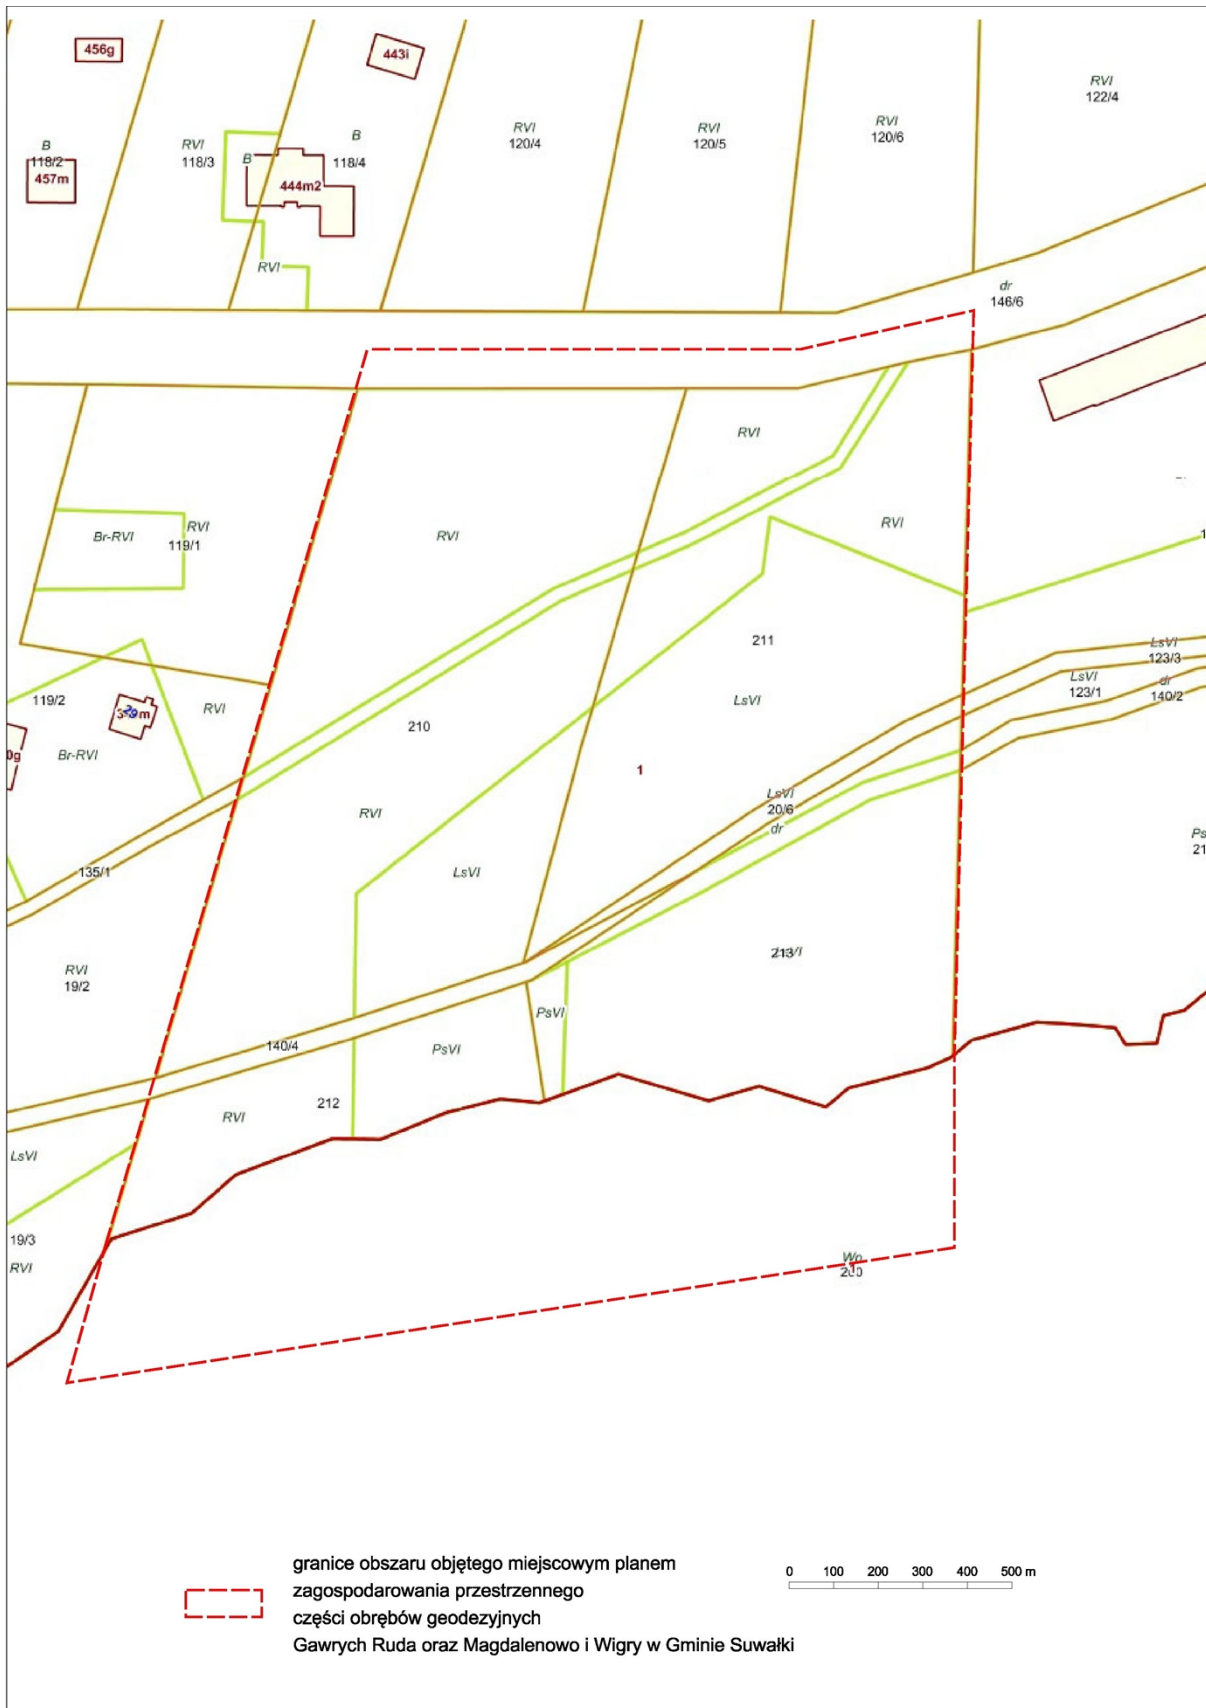 456g
443i
RVI
122/4
RVI
120/4
RVI
120/5
RVI
120/6
B
118/2
457m
RVI
118/3
B
B
118/4
444m2
RVI
dr
146/6
RVI
RVI
RVI
Br-RVI
RVI
119/1
211
LsVI
123/3
LsVI
123/1
dr
140/2
119/2
RVI
LsVI
210
Br-RVI
1
LsVI
20/6
dr
RVI
LsVI
135/1
213
RVI
19/2
PsVI
140/4
PsVI
212
RVI
LsVI
19/3
RVI
Wp
granice obszaru objętego miejscowym planem
zagospodarowania przestrzennego
części obrębów geodezyjnych
Gawrych Ruda oraz Magdalenowo i Wigry w Gminie Suwałki
0 100 200 300 400 500 m